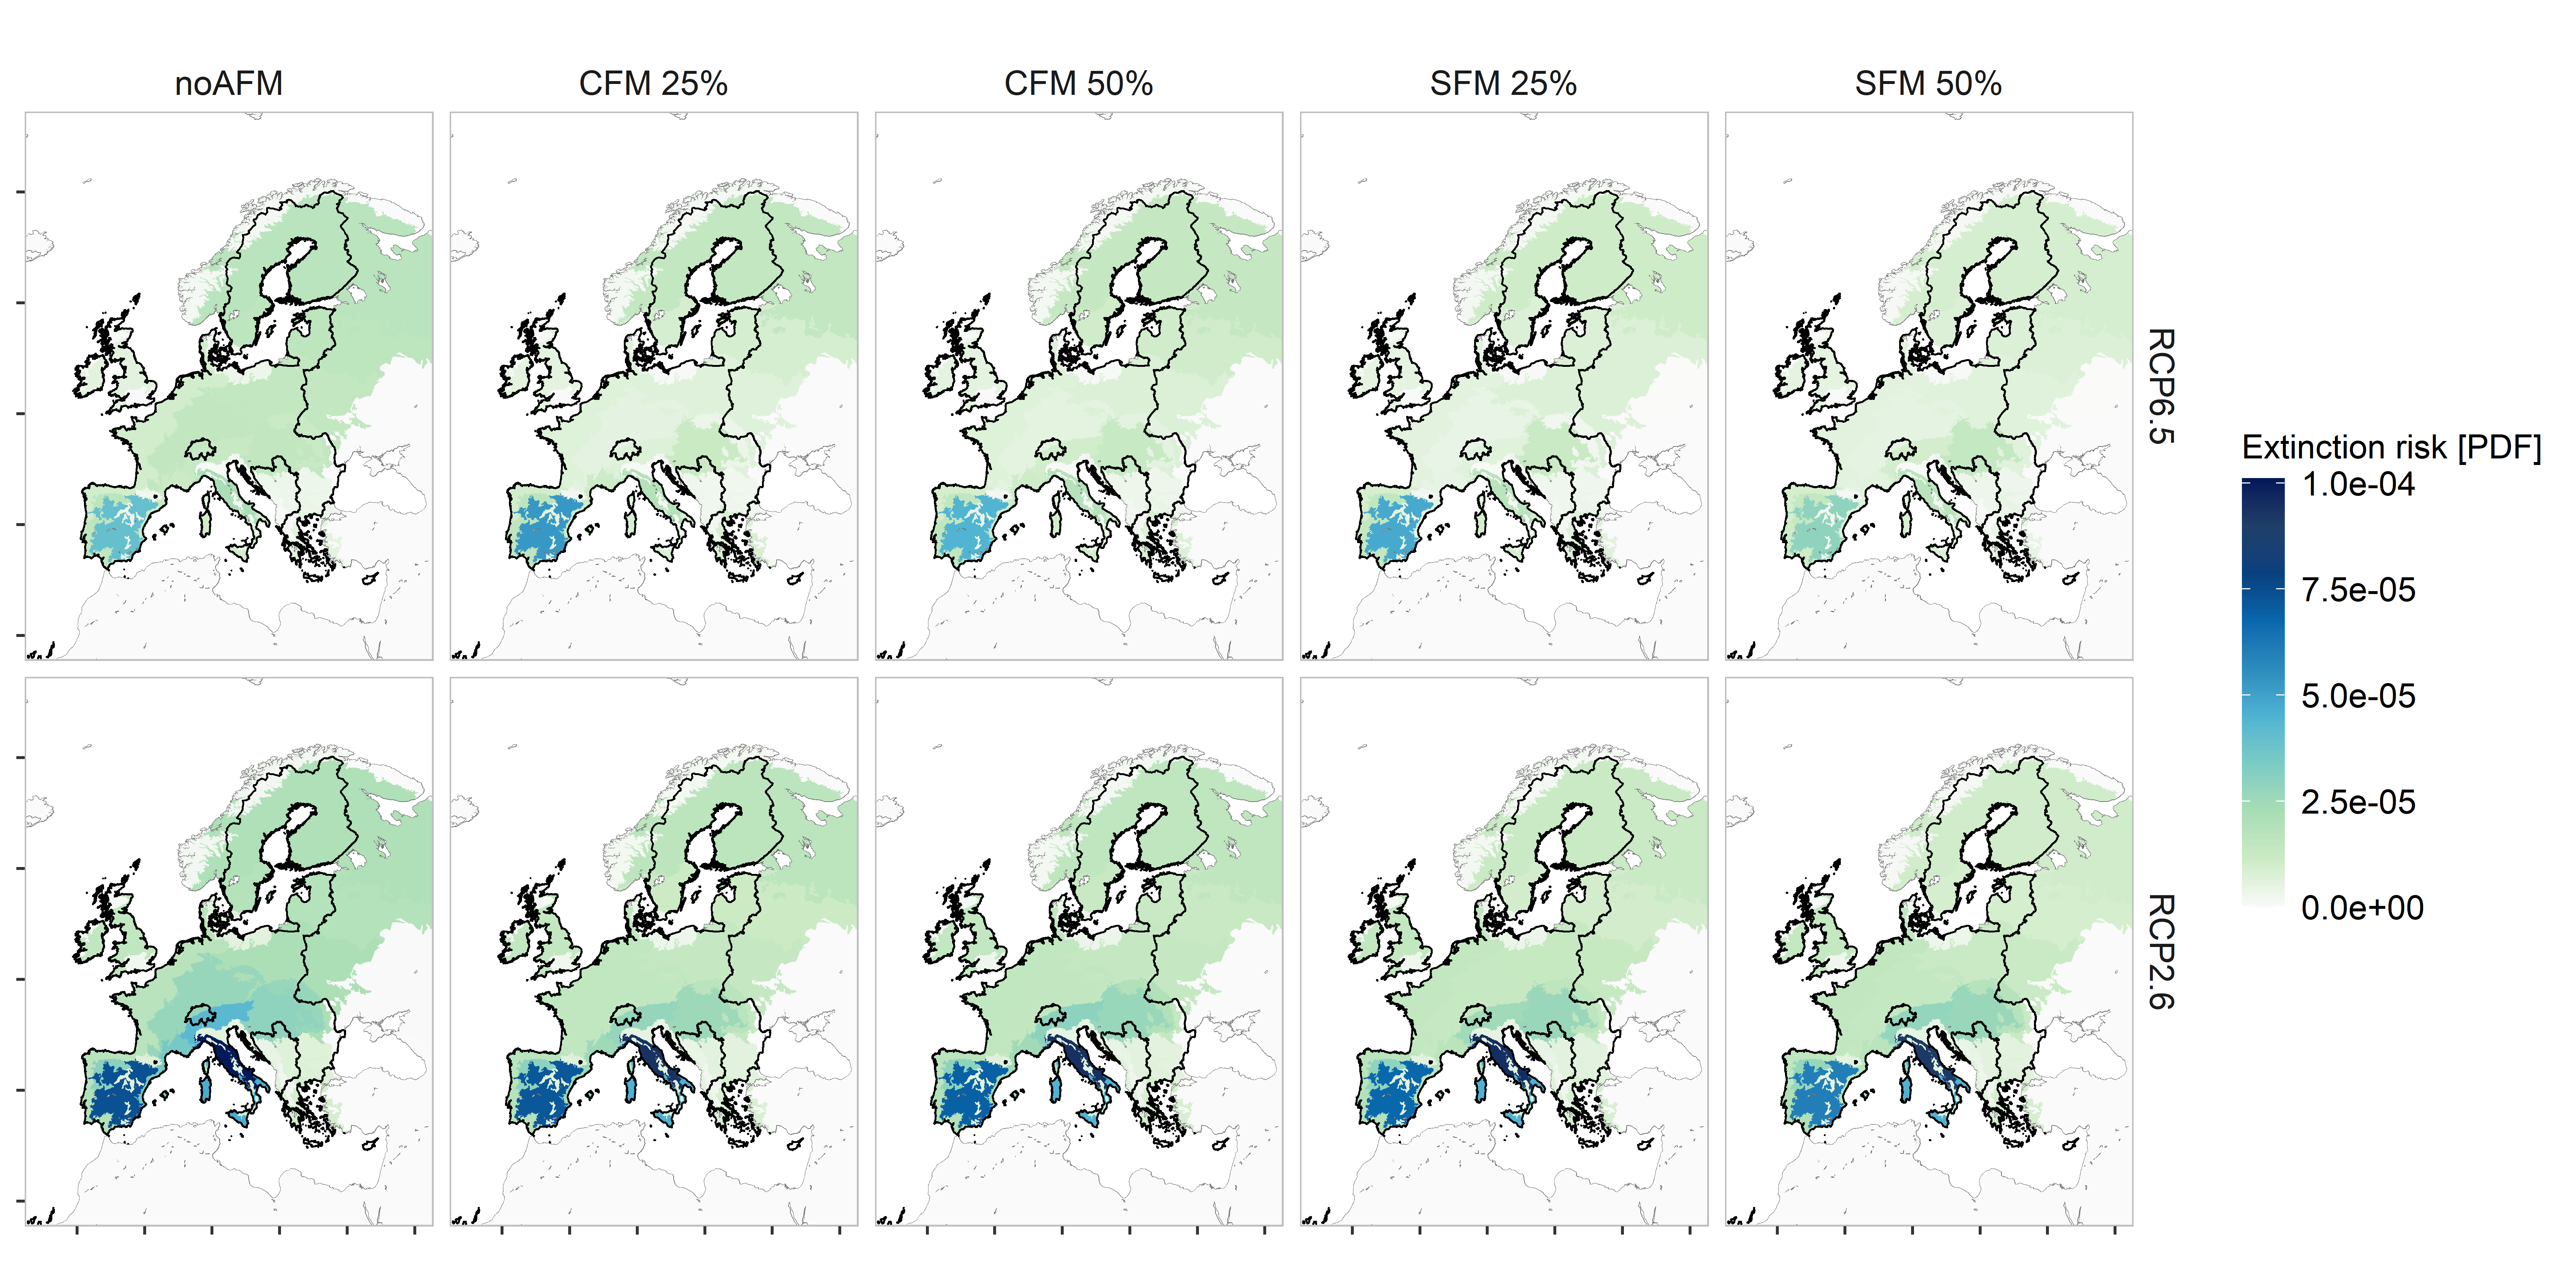 noAFM
CFM 25%
CFM 50%
SFM 25%
SFM 50%
RCP6.5
RCP2.6
Extinction risk [PDF]
1.0e-04
7.5e-05
5.0e-05
2.5e-05
0.0e+00